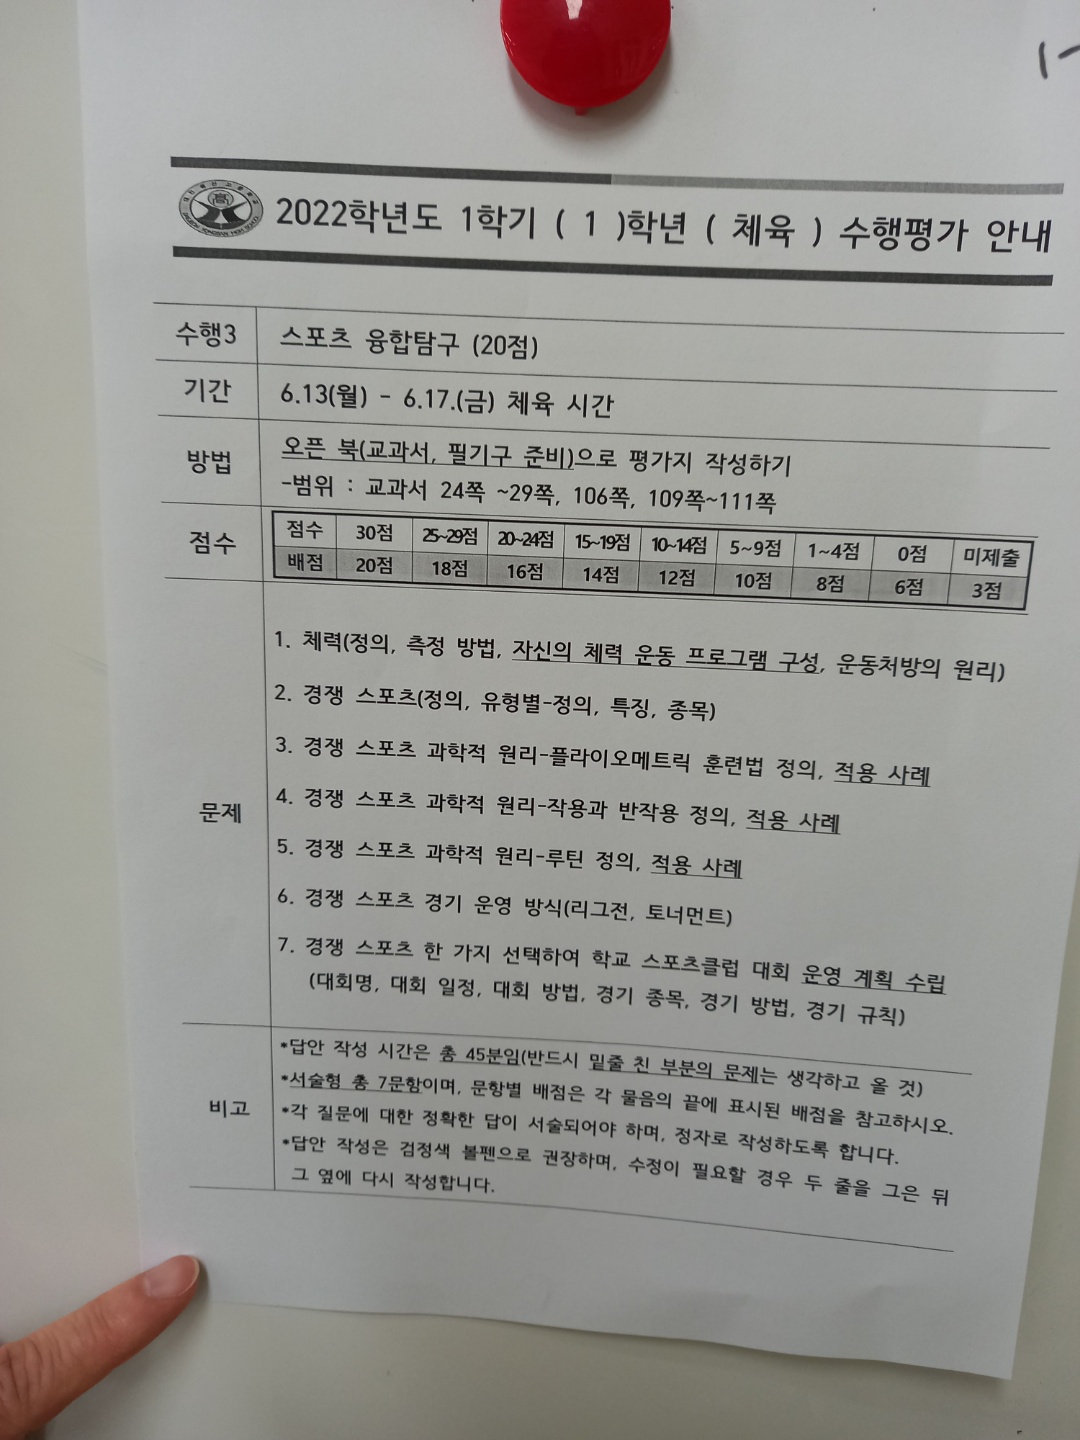 2022학년도 1학기 ( 1 )학년 ( 체육 ) 수행평가 안내
수행3 스포츠 융합탐구 (20점)
기간 6.13(월) - 6.17.(금) 체육 시간
방법 오픈 북(교과서, 필기구 준비)으로 평가지 작성하기
-범위 : 교과서 24쪽 ~29쪽, 106쪽, 109쪽~111쪽
점수
점수 30점 25~29점 20~24점 15~19점 10~14점 5~9점 1~4점 0점 미제출
배점 20점 18점 16점 14점 12점 10점 8점 6점 3점
문제
1. 체력(정의, 측정 방법, 자신의 체력 운동 프로그램 구성, 운동처방의 원리)
2. 경쟁 스포츠(정의, 유형별-정의, 특징, 종목)
3. 경쟁 스포츠 과학적 원리-플라이오메트릭 훈련법 정의, 적용 사례
4. 경쟁 스포츠 과학적 원리-작용과 반작용 정의, 적용 사례
5. 경쟁 스포츠 과학적 원리-루틴 정의, 적용 사례
6. 경쟁 스포츠 경기 운영 방식(리그전, 토너먼트)
7. 경쟁 스포츠 한 가지 선택하여 학교 스포츠클럽 대회 운영 계획 수립
(대회명, 대회 일정, 대회 방법, 경기 종목, 경기 방법, 경기 규칙)
비고
*답안 작성 시간은 총 45분임(반드시 밑줄 친 부분의 문제는 생각하고 올 것)
*서술형 총 7문항이며, 문항별 배점은 각 물음의 끝에 표시된 배점을 참고하시오.
*각 질문에 대한 정확한 답이 서술되어야 하며, 정자로 작성하도록 합니다.
*답안 작성은 검정색 볼펜으로 권장하며, 수정이 필요할 경우 두 줄을 그은 뒤
그 옆에 다시 작성합니다.